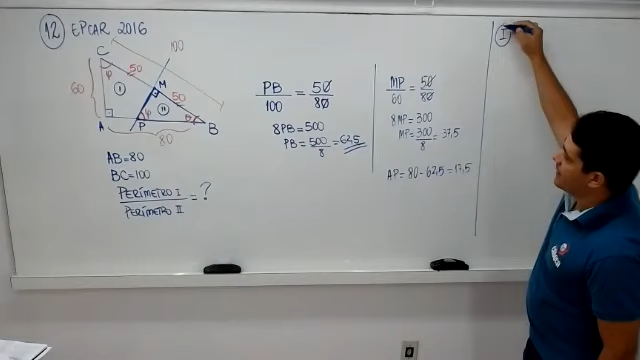 12 EPCAR 2016
100
C
50
φ
60
I
M
50
II
φ
θ
A
P
B
80
AB=80
BC=100
PERÍMETRO I
PERÍMETRO II
= ?
PB/100 = 50/80
8PB=500
PB= 500/8 = 62,5
MP/60 = 50/80
8MP=300
MP= 300/8 = 37,5
AP= 80 - 62,5 = 17,5
I